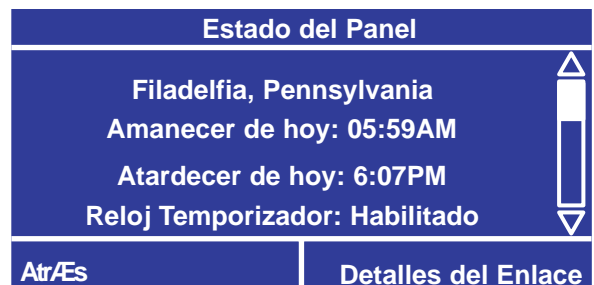 Estado del Panel
Filadelfia, Pennsylvania
Amanecer de hoy: 05:59AM
Atardecer de hoy: 6:07PM
Reloj Temporizador: Habilitado
AtrÆs
Detalles del Enlace